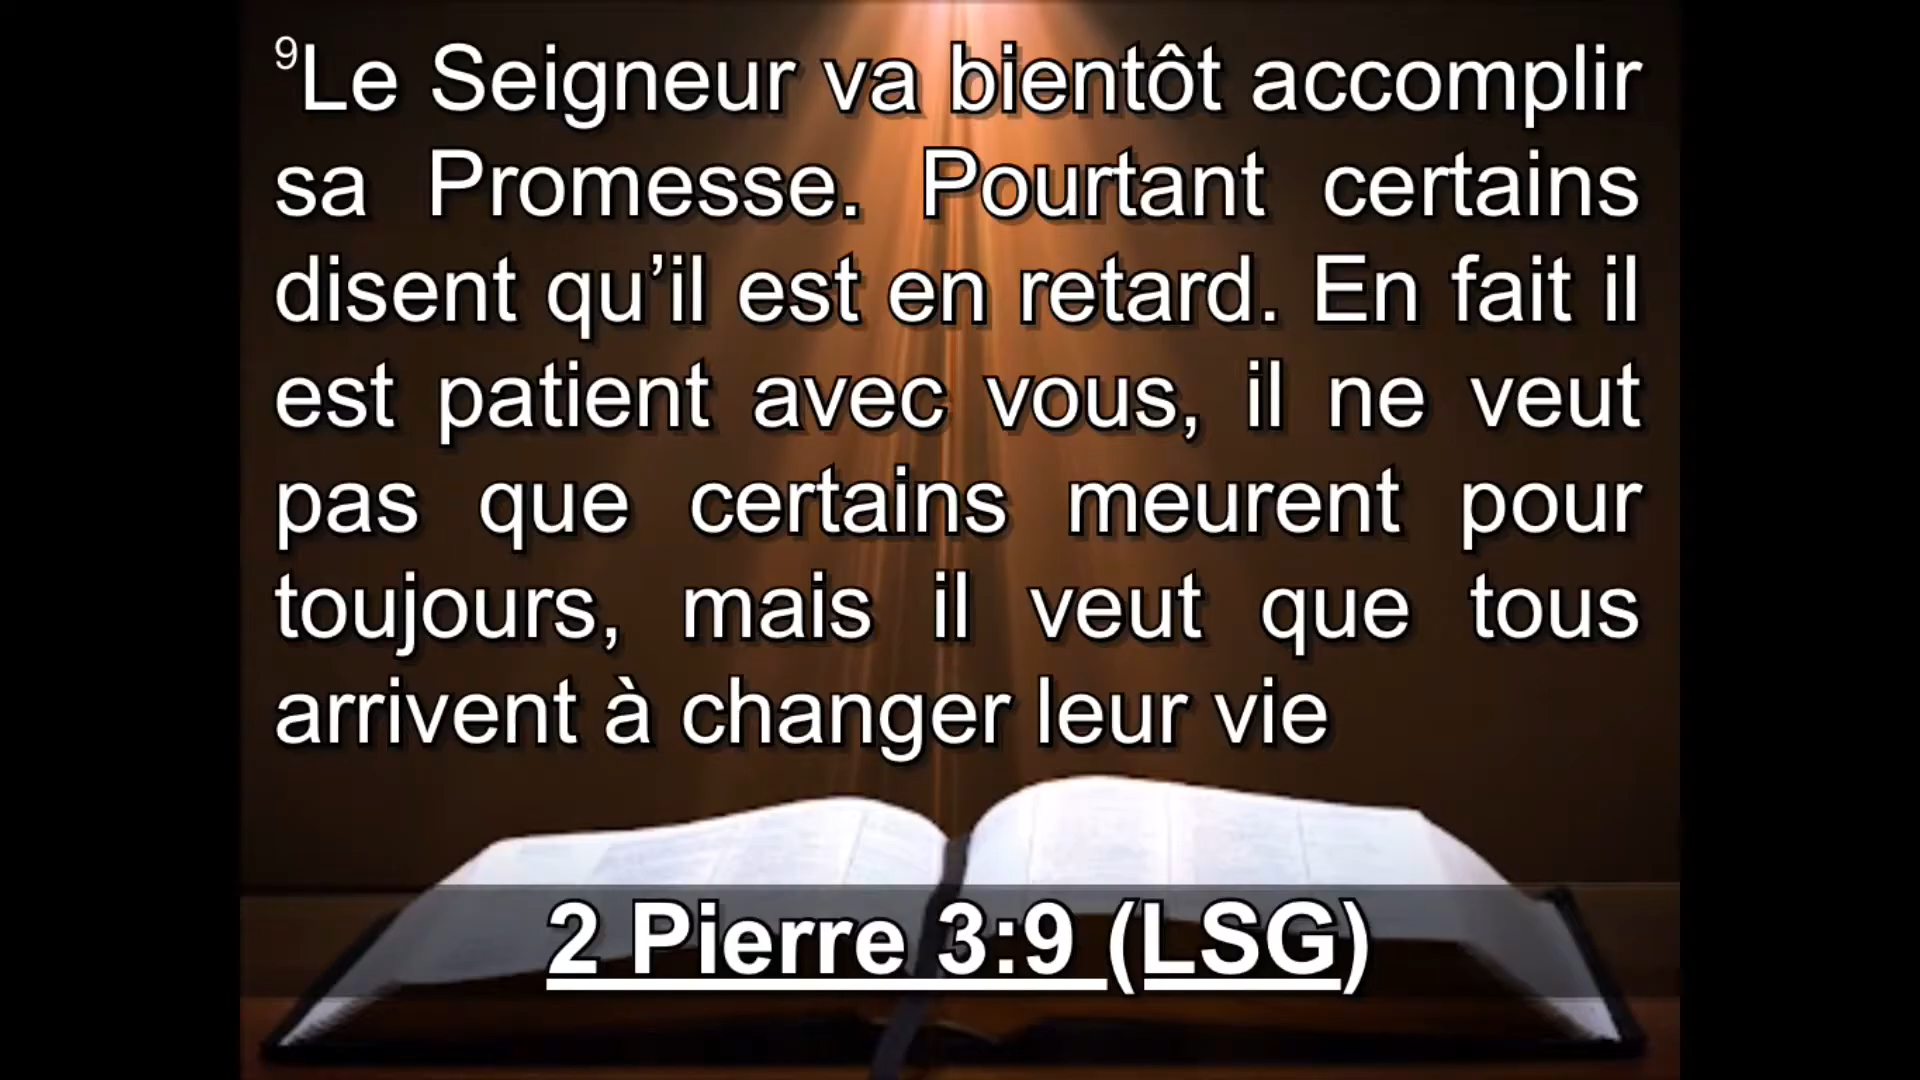 ⁹Le Seigneur va bientôt accomplir
sa Promesse. Pourtant certains
disent qu’il est en retard. En fait il
est patient avec vous, il ne veut
pas que certains meurent pour
toujours, mais il veut que tous
arrivent à changer leur vie
2 Pierre 3:9 (LSG)